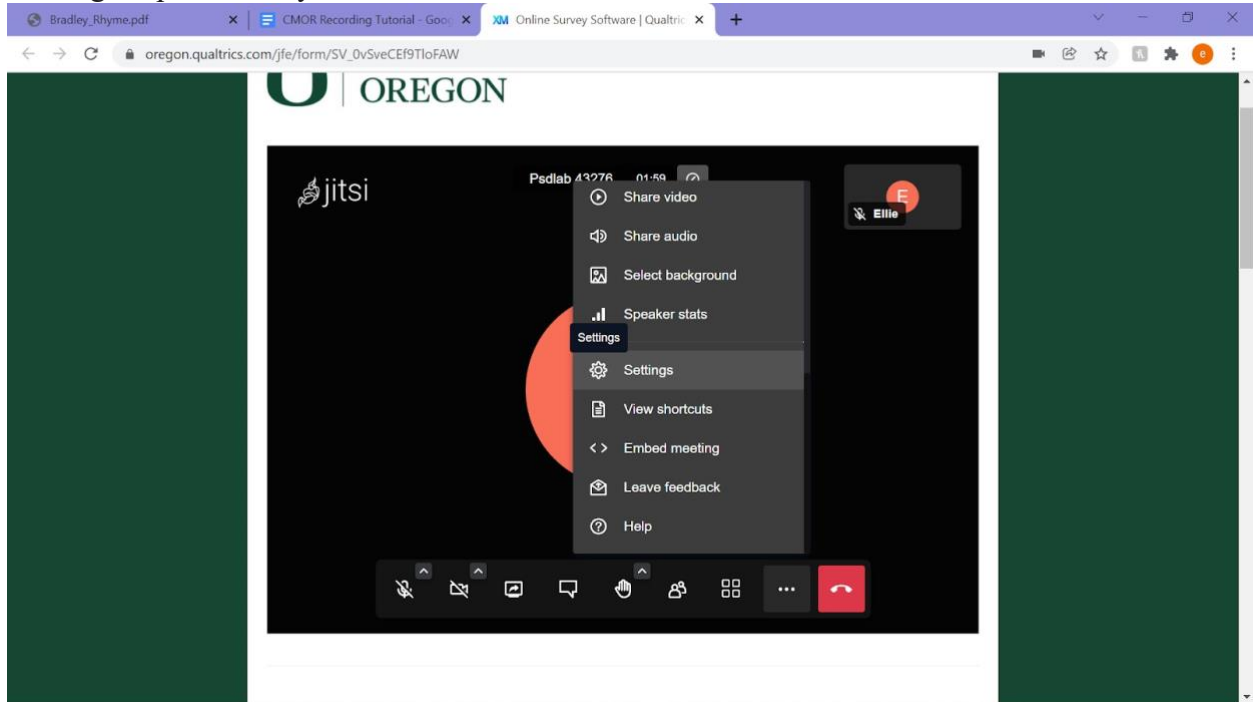 Bradley_Rhyme.pdf
CMOR Recording Tutorial - Goo
XM Online Survey Software | Qualtric
oregon.qualtrics.com/jfe/form/SV_0vSveCEf9TloFAW
e
O | OREGON
jitsi
Psdlab 43276 01:59
E
Ellie
Share video
Share audio
Select background
Speaker stats
Settings
Settings
View shortcuts
Embed meeting
Leave feedback
Help